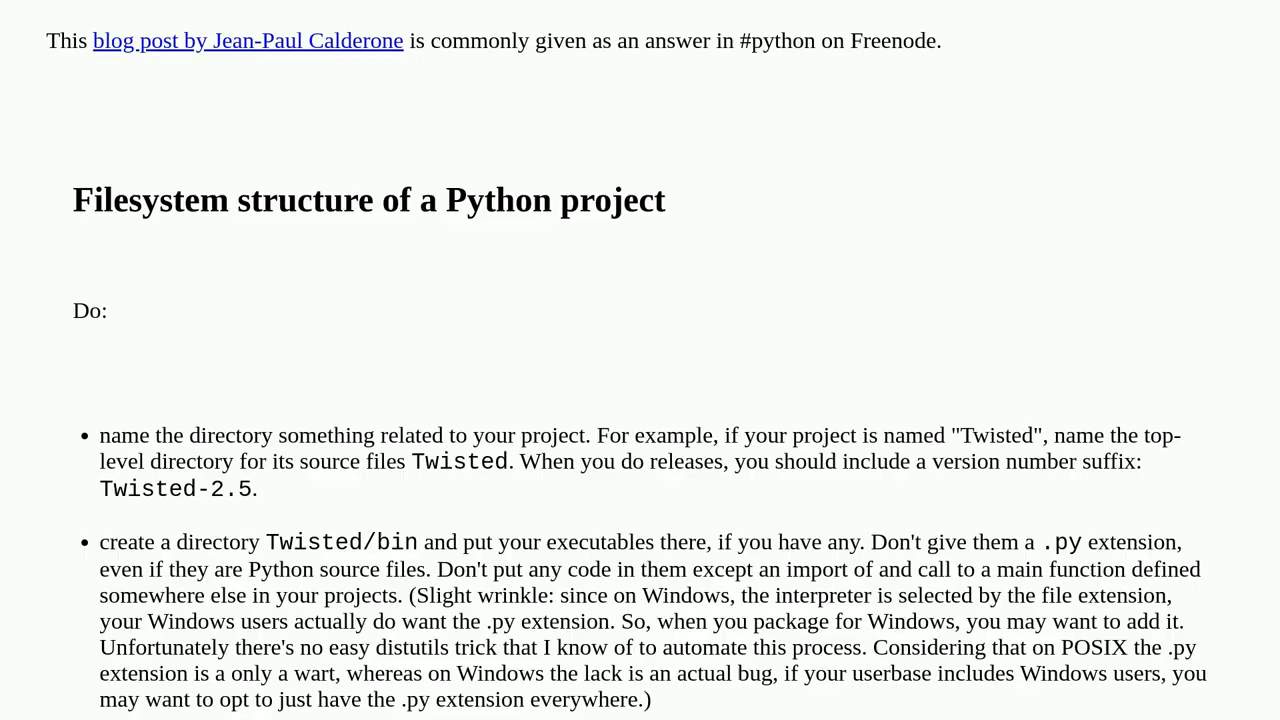 This blog post by Jean-Paul Calderone is commonly given as an answer in #python on Freenode.
Filesystem structure of a Python project
Do:
• name the directory something related to your project. For example, if your project is named "Twisted", name the top-
level directory for its source files Twisted. When you do releases, you should include a version number suffix:
Twisted-2.5.
• create a directory Twisted/bin and put your executables there, if you have any. Don't give them a .py extension,
even if they are Python source files. Don't put any code in them except an import of and call to a main function defined
somewhere else in your projects. (Slight wrinkle: since on Windows, the interpreter is selected by the file extension,
your Windows users actually do want the .py extension. So, when you package for Windows, you may want to add it.
Unfortunately there's no easy distutils trick that I know of to automate this process. Considering that on POSIX the .py
extension is a only a wart, whereas on Windows the lack is an actual bug, if your userbase includes Windows users, you
may want to opt to just have the .py extension everywhere.)